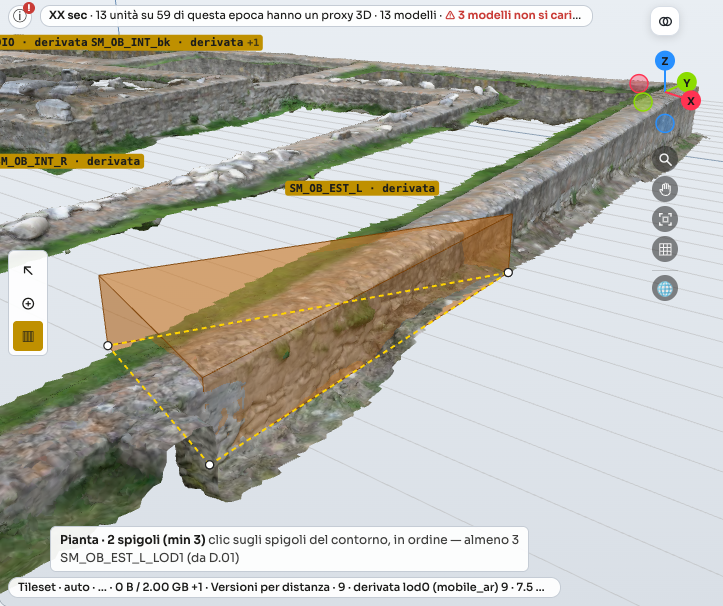 XX sec · 13 unità su 59 di questa epoca hanno un proxy 3D · 13 modelli · ⚠ 3 modelli non si cari...
DIO · derivata SM_OB_INT_bk · derivata +1
Z
Y
X
M_OB_INT_R · derivata
SM_OB_EST_L · derivata
Pianta · 2 spigoli (min 3) clic sugli spigoli del contorno, in ordine — almeno 3
SM_OB_EST_L_LOD1 (da D.01)
Tileset · auto · ... · 0 B / 2.00 GB +1 · Versioni per distanza · 9 · derivata lod0 (mobile_ar) 9 · 7.5 ...